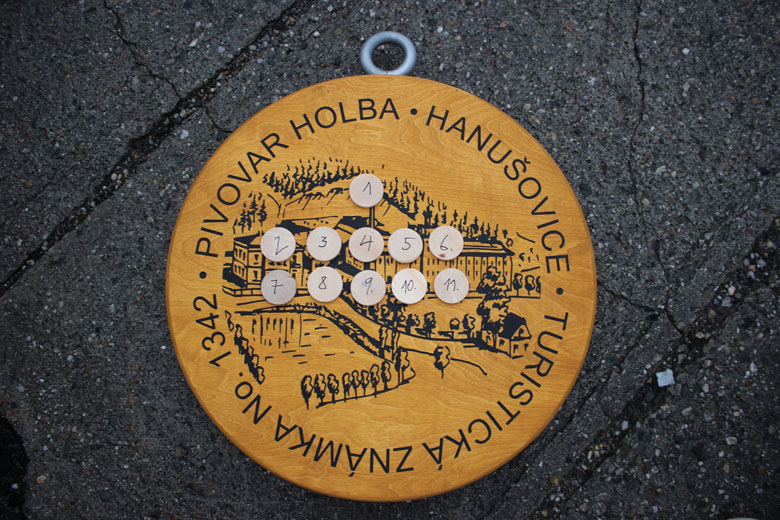 PIVOVAR HOLBA • HANUŠOVICE • TURISTICKÁ ZNÁMKA No. 1342 •
1
2 3 4 5 6.
7 8 9. 10. 11.